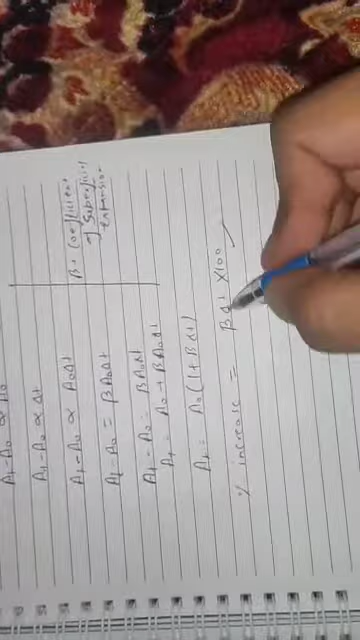 A₁ - A₀ ∝ A₀
A₁ - A₀ ∝ Δt
A₁ - A₀ ∝ A₀Δt
A₁ - A₀ = βA₀Δt
A₁ - A₀ = βA₀Δt
A₁ = A₀ + βA₀Δt
A₁ = A₀(1 + βΔt)
% increase = βΔt × 100
β → Coefficient
of Superficial
expansion